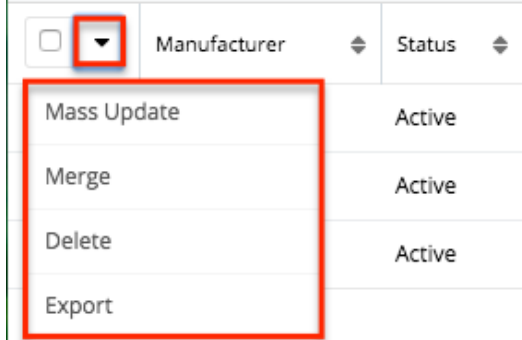 Manufacturer Status
Mass Update Active
Merge Active
Delete Active
Export